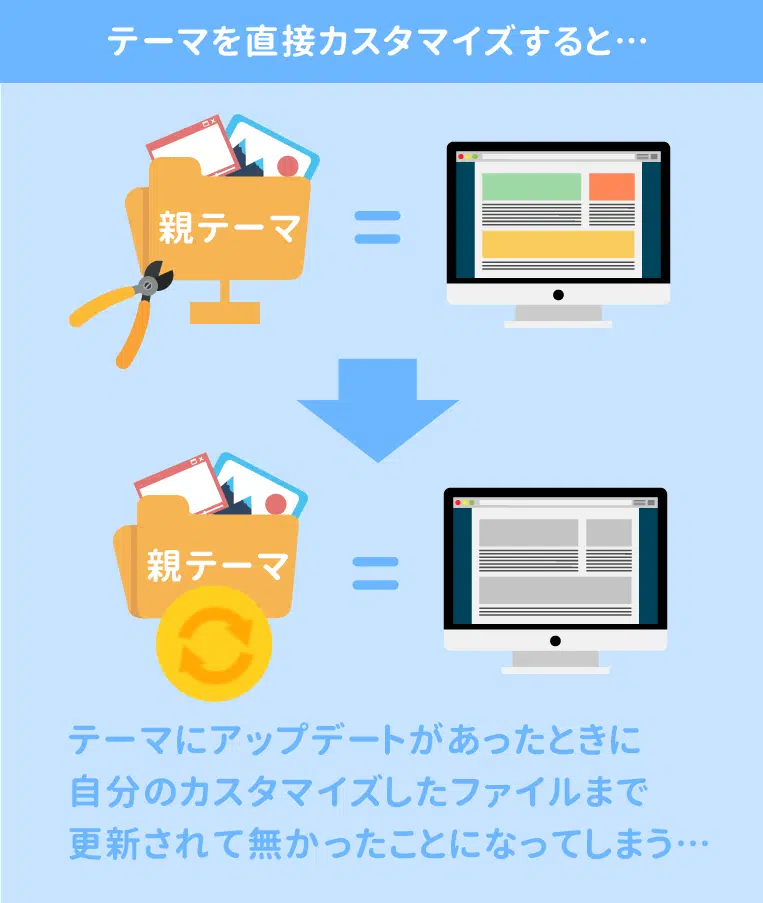 テーマを直接カスタマイズすると…
親テーマ
親テーマ
テーマにアップデートがあったときに
自分のカスタマイズしたファイルまで
更新されて無かったことになってしまう…